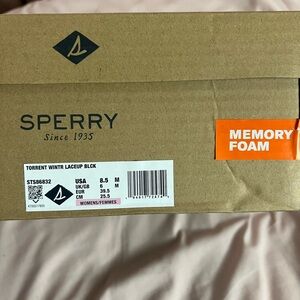 SPERRY
Since 1935
MEMORY
FOAM
TORRENT WINTR LACEUP BLCK
STS86832
USA 8.5 M
UK/GB 6 M
EUR 39.5
CM 25.5
WOMENS/FEMMES